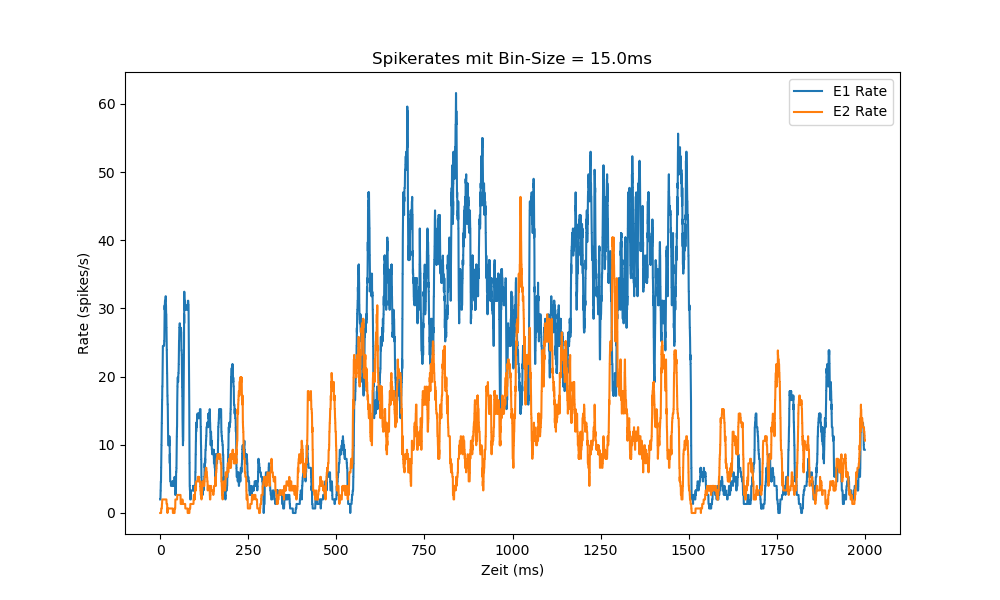 Spikerates mit Bin-Size = 15.0ms
E1 Rate
E2 Rate
Rate (spikes/s)
60
50
40
30
20
10
0
0 250 500 750 1000 1250 1500 1750 2000
Zeit (ms)